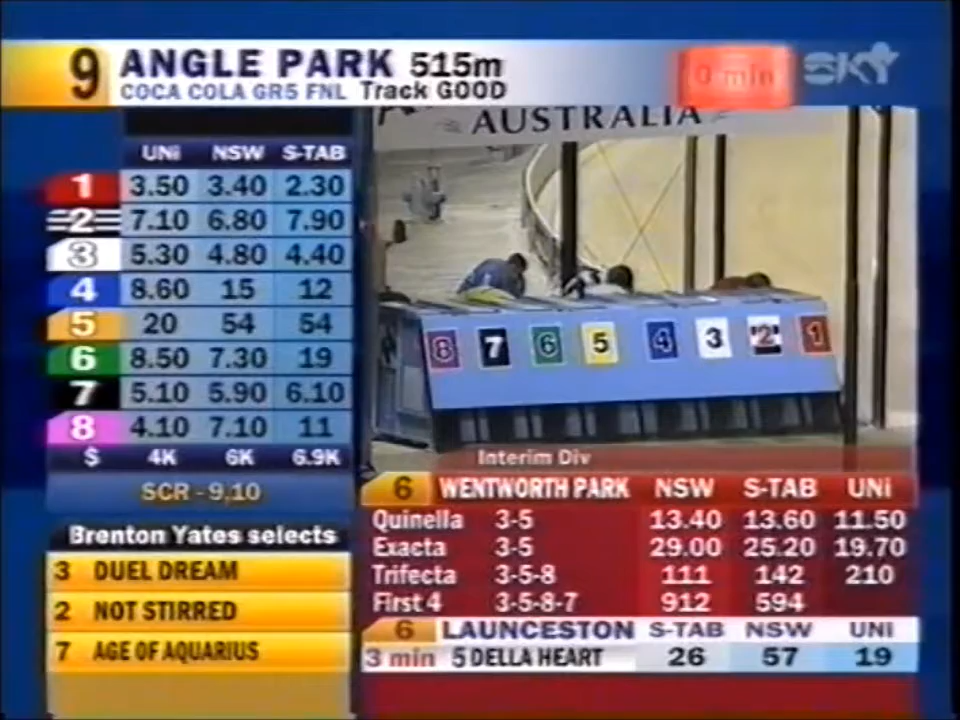 9 ANGLE PARK 515m 0 min SKY
COCA COLA GR5 FNL Track GOOD
AUSTRALIA
UNi NSW S-TAB
1 3.50 3.40 2.30
2 7.10 6.80 7.90
3 5.30 4.80 4.40
4 8.60 15 12
5 20 54 54
6 8.50 7.30 19
7 5.10 5.90 6.10
8 4.10 7.10 11
$ 4K 6K 6.9K
SCR - 9,10
8 7 6 5 4 3 2 1
Brenton Yates selects
3 DUEL DREAM
2 NOT STIRRED
7 AGE OF AQUARIUS
Interim Div
6 WENTWORTH PARK NSW S-TAB UNi
Quinella 3-5 13.40 13.60 11.50
Exacta 3-5 29.00 25.20 19.70
Trifecta 3-5-8 111 142 210
First 4 3-5-8-7 912 594
6 LAUNCESTON S-TAB NSW UNi
3 min 5 DELLA HEART 26 57 19